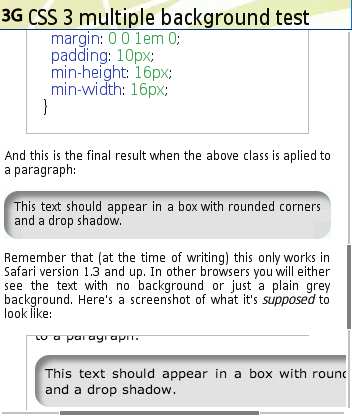 3G CSS 3 multiple background test
margin: 0 0 1em 0;
padding: 10px;
min-height: 16px;
min-width: 16px;
}
And this is the final result when the above class is aplied to
a paragraph:
This text should appear in a box with rounded corners
and a drop shadow.
Remember that (at the time of writing) this only works in
Safari version 1.3 and up. In other browsers you will either
see the text with no background or just a plain grey
background. Here's a screenshot of what it's supposed to
look like:
to a paragraph:
This text should appear in a box with round
and a drop shadow.